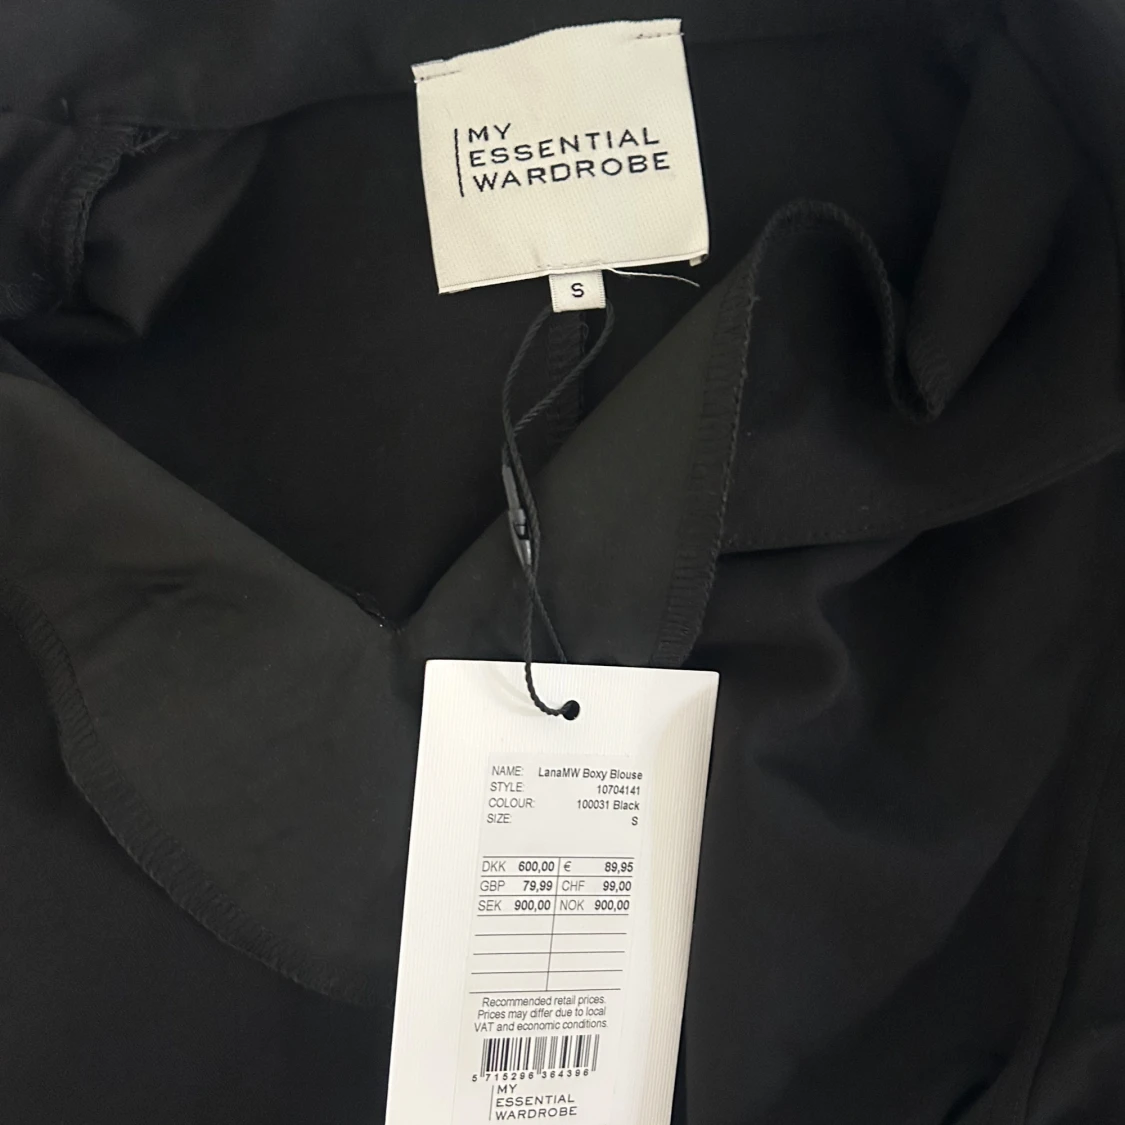 MY
ESSENTIAL
WARDROBE
S
NAME: LanaMW Boxy Blouse
STYLE: 10704141
COLOUR: 100031 Black
SIZE: S
DKK 600,00 € 89,95
GBP 79,99 CHF 99,00
SEK 900,00 NOK 900,00
Recommended retail prices.
Prices may differ due to local
VAT and economic conditions.
5 715296 364396
MY
ESSENTIAL
WARDROBE